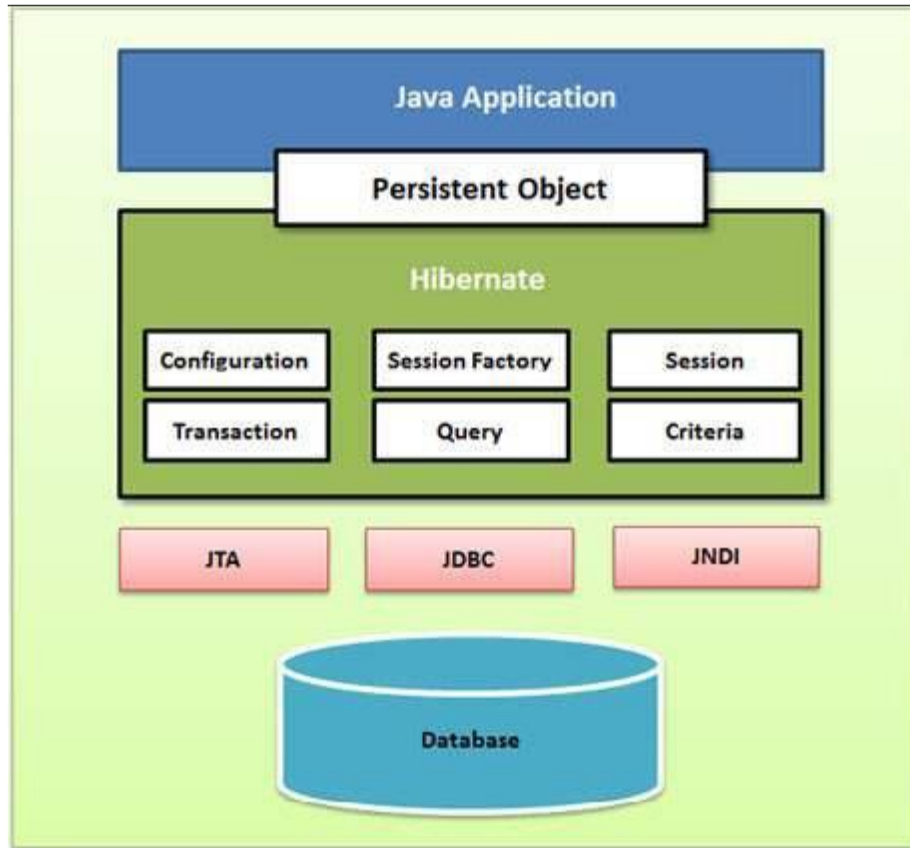 Java Application
Persistent Object
Hibernate
Configuration
Session Factory
Session
Transaction
Query
Criteria
JTA
JDBC
JNDI
Database